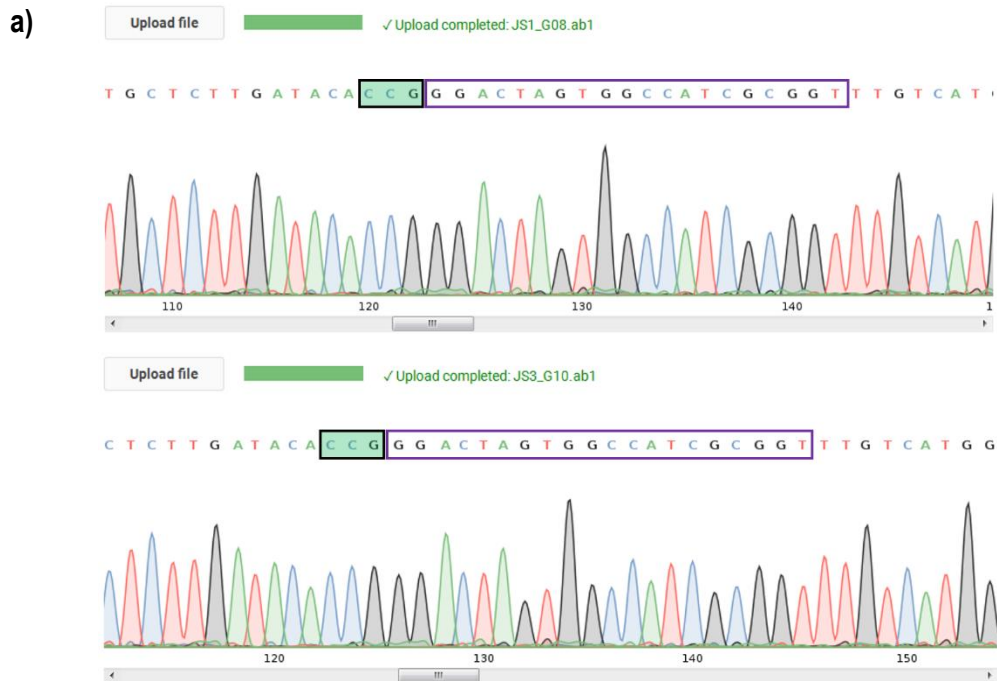 a)
Upload file ✓ Upload completed: JS1_G08.ab1
T G C T C T T G A T A C A C C G G G A C T A G T G G C C A T C G C G G T T T G T C A T
110 120 130 140 1
Upload file ✓ Upload completed: JS3_G10.ab1
C T C T T G A T A C A C C G G G A C T A G T G G C C A T C G C G G T T T G T C A T G G
120 130 140 150